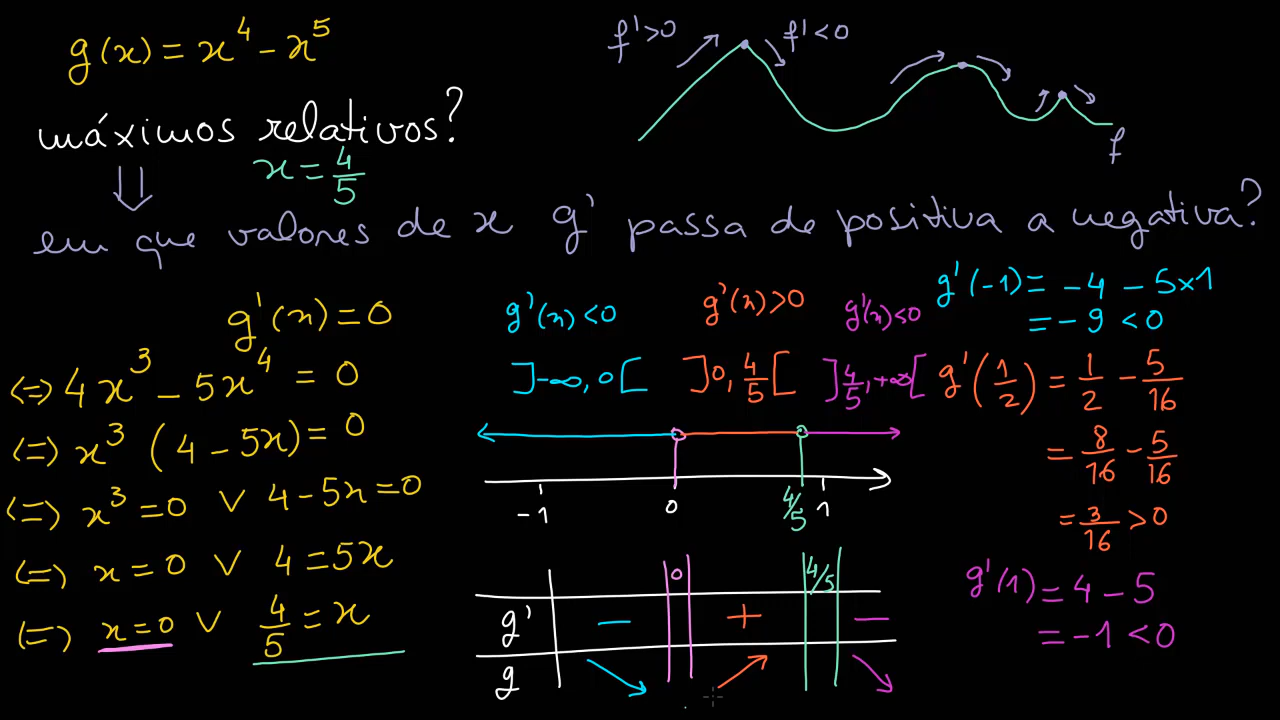 g(x) = x⁴ - x⁵
f' > 0
f' < 0
f
máximos relativos?
x = 4/5
em que valores de x g' passa de positiva a negativa?
g'(x) = 0
⇔ 4x³ - 5x⁴ = 0
⇔ x³ (4 - 5x) = 0
⇔ x³ = 0 ∨ 4 - 5x = 0
⇔ x = 0 ∨ 4 = 5x
⇔ x = 0 ∨ 4/5 = x
g'(x) < 0
g'(x) > 0
g'(x) < 0
]-∞, 0[
]0, 4/5[
]4/5, +∞[
-1 0 4/5 1
0 4/5
g' - + -
g
g'(-1) = -4 - 5×1
= -9 < 0
g'(1/2) = 1/2 - 5/16
= 8/16 - 5/16
= 3/16 > 0
g'(1) = 4 - 5
= -1 < 0